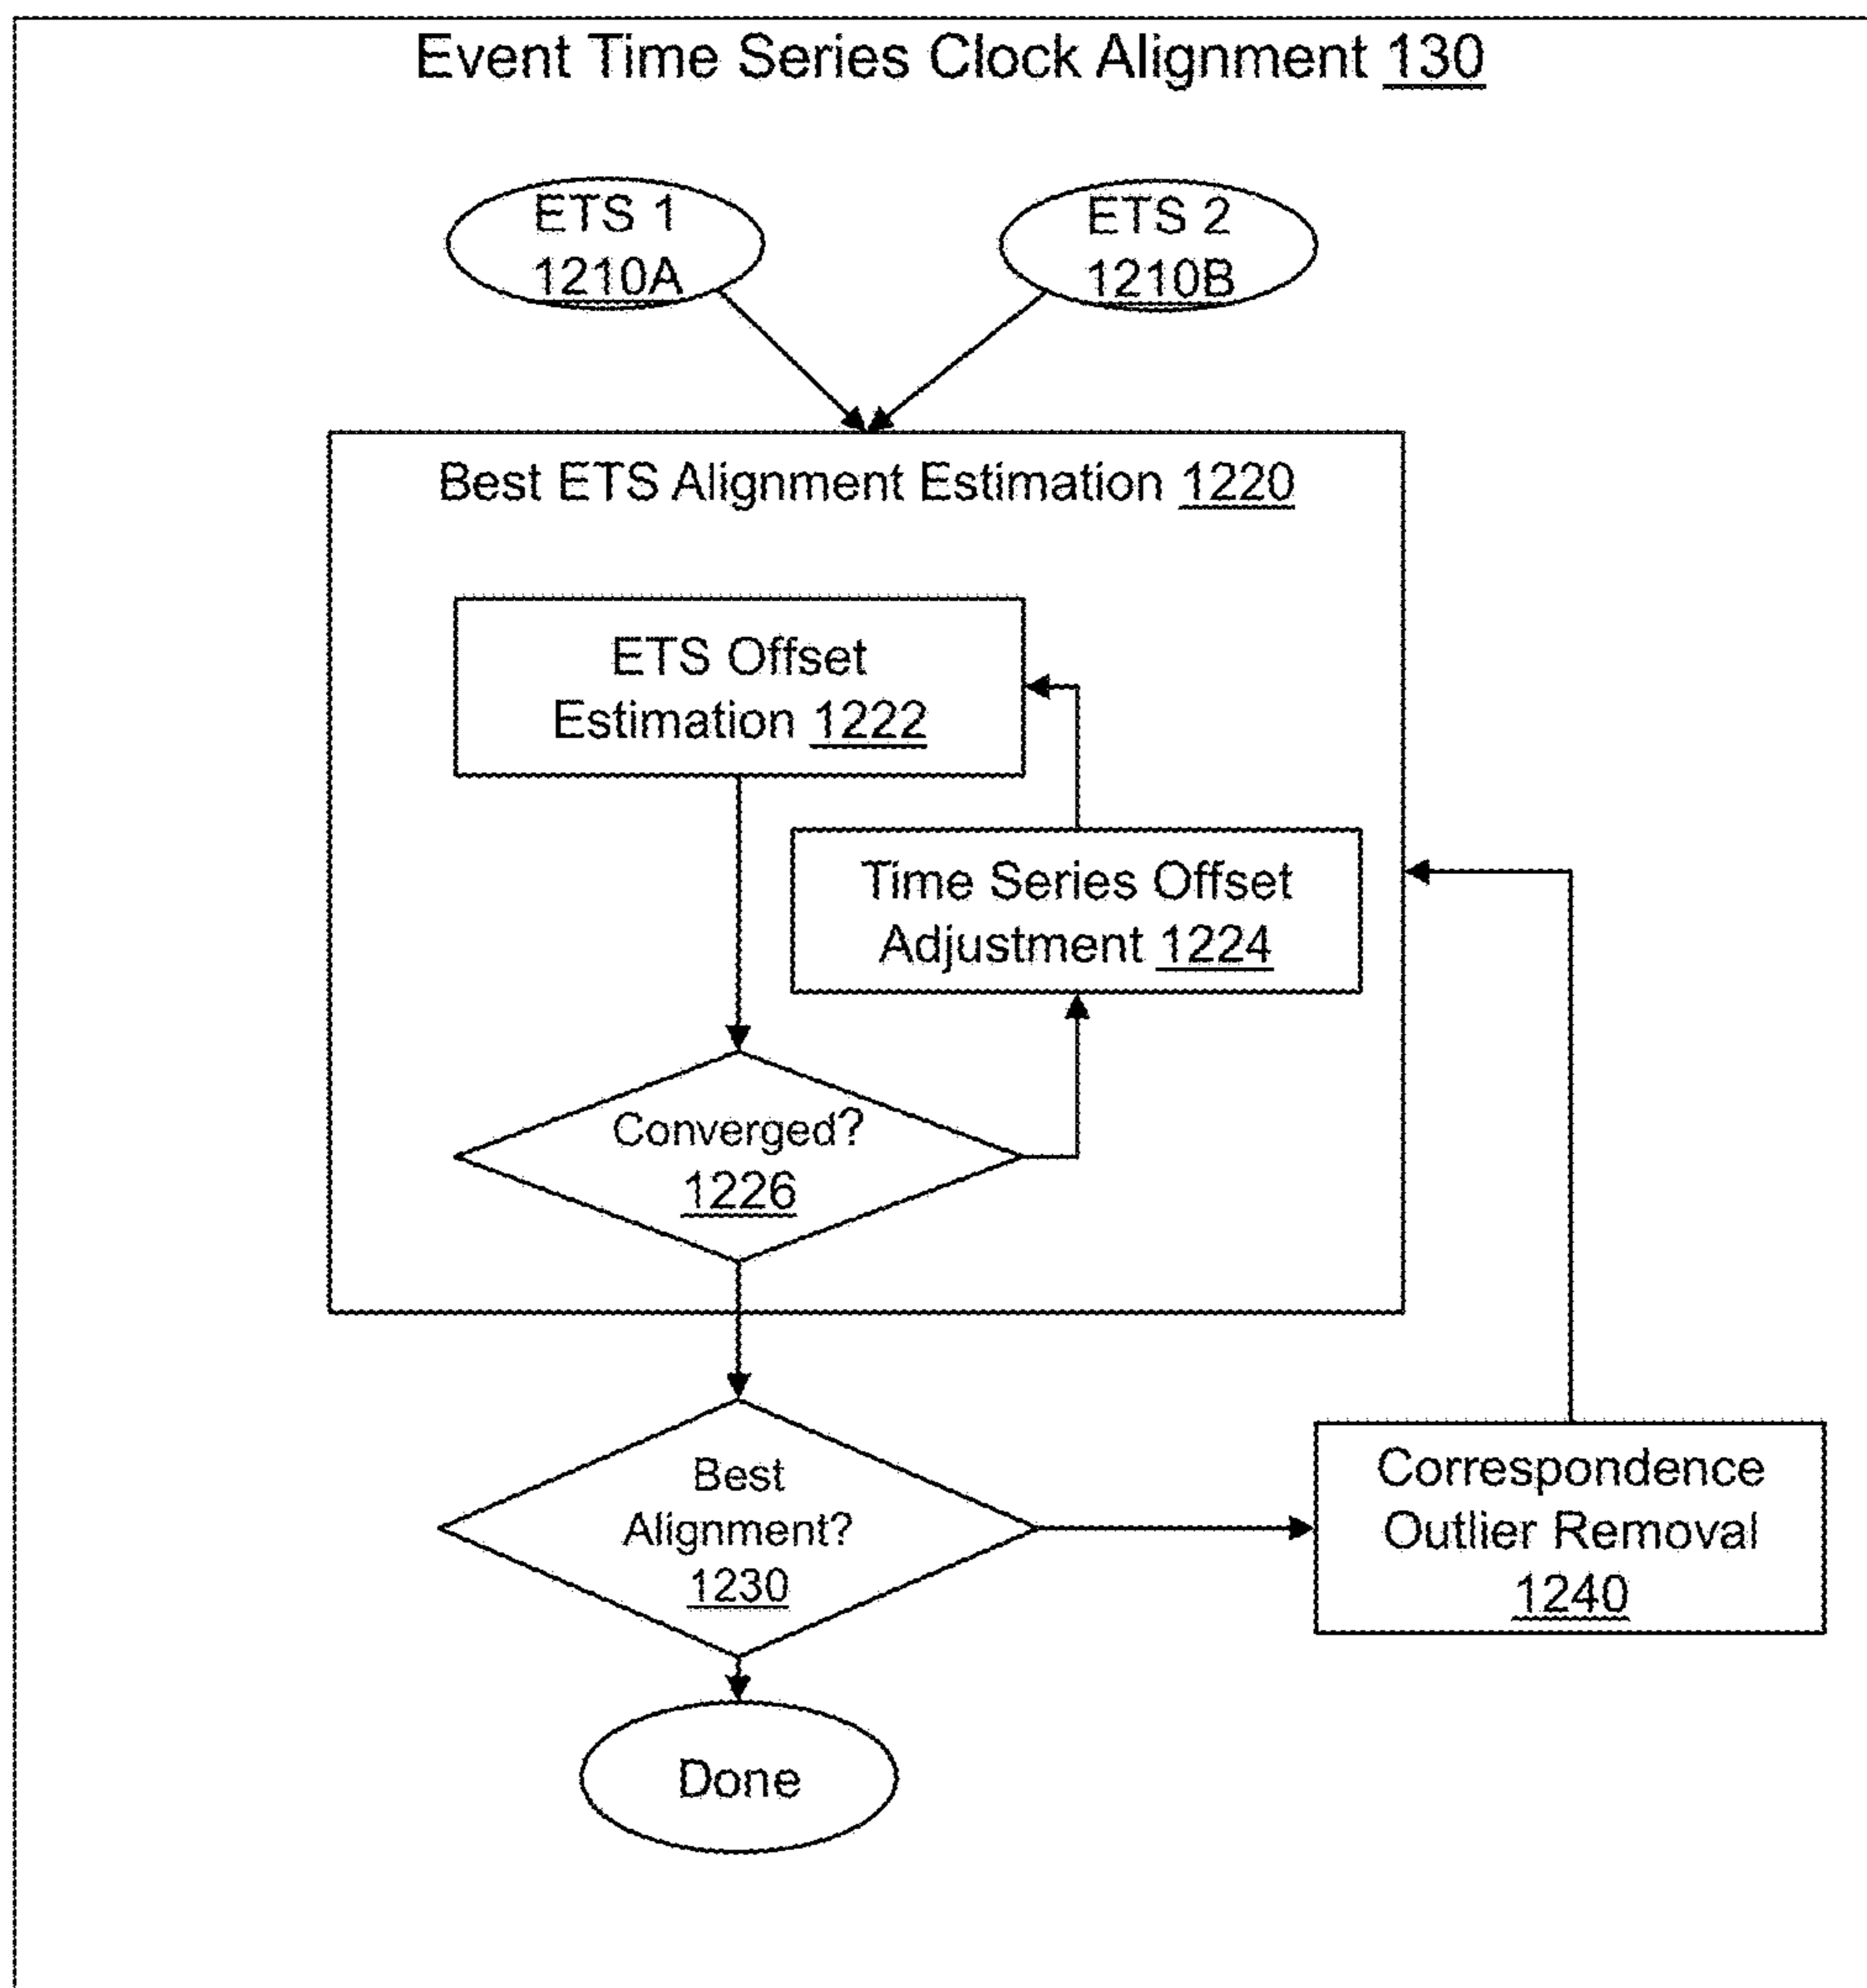 Event Time Series Clock Alignment 130
ETS 1
1210A
ETS 2
1210B
Best ETS Alignment Estimation 1220
ETS Offset
Estimation 1222
Time Series Offset
Adjustment 1224
Converged?
1226
Best
Alignment?
1230
Correspondence
Outlier Removal
1240
Done